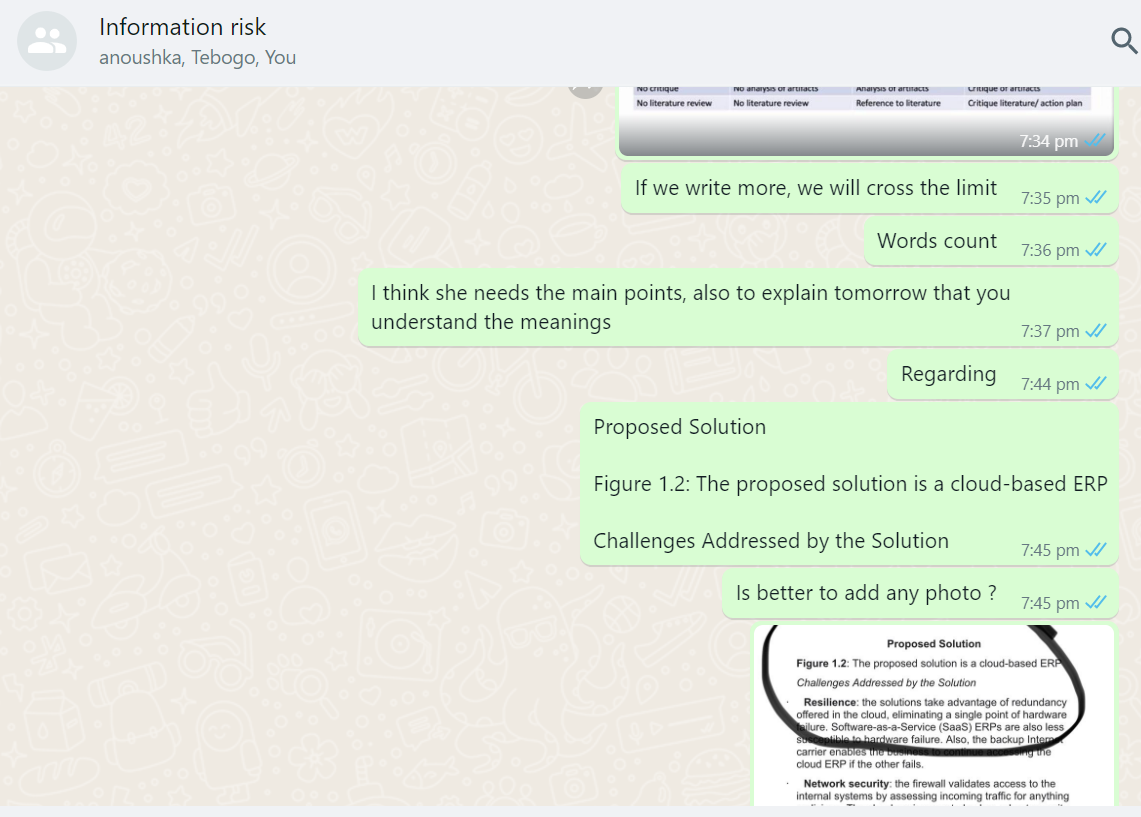 Information risk
anoushka, Tebogo, You
No critique No analysis of artifacts Analysis of artifacts Critique of artifacts
No literature review No literature review Reference to literature Critique literature/ action plan
7:34 pm
If we write more, we will cross the limit 7:35 pm
Words count 7:36 pm
I think she needs the main points, also to explain tomorrow that you
understand the meanings 7:37 pm
Regarding 7:44 pm
Proposed Solution
Figure 1.2: The proposed solution is a cloud-based ERP
Challenges Addressed by the Solution 7:45 pm
Is better to add any photo ? 7:45 pm
Proposed Solution
Figure 1.2: The proposed solution is a cloud-based ERP
Challenges Addressed by the Solution
· Resilience: the solutions take advantage of redundancy
offered in the cloud, eliminating a single point of hardware
failure. Software-as-a-Service (SaaS) ERPs are also less
susceptible to hardware failure. Also, the backup Internet
carrier enables the business to continue accessing the
cloud ERP if the other fails.
· Network security: the firewall validates access to the
internal systems by assessing incoming traffic for anything